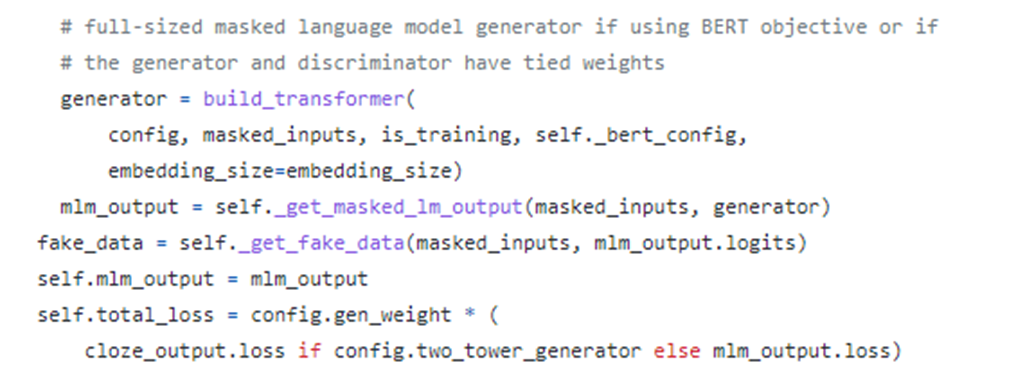 # full-sized masked language model generator if using BERT objective or if
# the generator and discriminator have tied weights
generator = build_transformer(
config, masked_inputs, is_training, self._bert_config,
embedding_size=embedding_size)
mlm_output = self._get_masked_lm_output(masked_inputs, generator)
fake_data = self._get_fake_data(masked_inputs, mlm_output.logits)
self.mlm_output = mlm_output
self.total_loss = config.gen_weight * (
cloze_output.loss if config.two_tower_generator else mlm_output.loss)